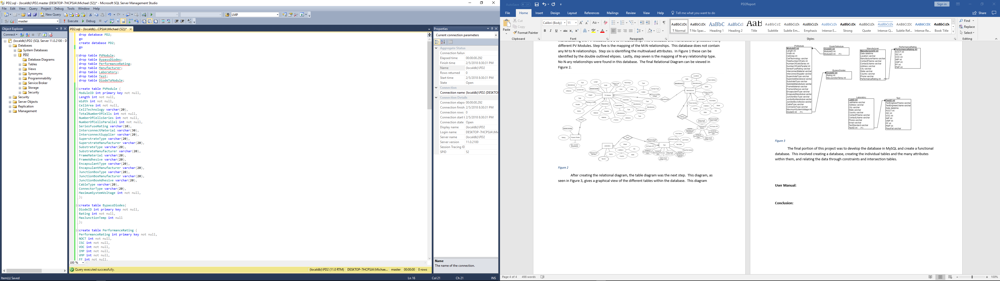 PD2.sql - (localdb)\PD2.master (DESKTOP-7HCPSJA\Michael (52))* - Microsoft SQL Server Management Studio
File Edit View Query Project Debug Tools Window Help
New Query LMP
master Execute Debug
Object Explorer
Connect
(localdb)\PD2 (SQL Server 11.0.2100 - D
Databases
System Databases
PD2
Database Diagrams
Tables
Views
Synonyms
Programmability
Service Broker
Storage
Security
Security
Server Objects
Replication
Management
PD2.sql - (localdb)...CPSJA\Michael (52))*
drop database PD2;
go
create database PD2;
go
drop table PVModule;
drop table BypassDiodes;
drop table PerformanceRating;
drop table Manufacturer;
drop table Laboratory;
drop table Test;
drop table DiodeToModule;
create table PVModule (
ModuleID int primary key not null,
Length int not null,
Width int not null,
CellArea int not null,
CellTechnology varchar(20),
TotalNumberOfCells int not null,
NumberOfCellsSeries int not null,
NumberOfCellsParallel int not null,
SeriesFuseRating varchar(10),
InterconnectMaterial varchar(30),
InterconnectSupplier varchar(20),
SuperstrateType varchar(20),
SuperstrateManufacturer varchar(20),
SubstrateType varchar(20),
SubstrateManufacturer varchar(20),
FrameMaterial varchar(20),
FrameAdhesive varchar(20),
EncapsulantType varchar(20),
EncapsulantManufacturer varchar(20),
JunctionBoxType varchar(20),
JunctionBoxManufacturer varchar(20),
JunctionBoxAdhesive varchar(20),
CableType varchar(20),
ConnectorType varchar(20),
MaximumSystemVoltage int not null,
);
create table BypassDiodes(
DiodeID int primary key not null,
Rating int not null,
MaxJunctionTemp int null
);
create table PerformanceRating (
PerformanceRating int primary key not null,
NOCT int not null,
ISC int not null,
VOC int not null,
IMP int not null,
VMP int not null,
FF int not null,
100 %
Query executed successfully. (localdb)\PD2 (11.0 RTM) DESKTOP-7HCPSJA\Michae... master 00:00:00 0 rows
Item(s) Saved Ln 16 Col 21 Ch 21 INS
Properties
Current connection parameters
Aggregate Status
Connection failure
Elapsed time 00:00:00.292
Finish time 2/5/2018 8:30:31 PM
Name (localdb)\PD2
Rows returned 0
Start time 2/5/2018 8:30:31 PM
State Open
Connection
Connection name (localdb)\PD2 (DESKTO
Connection Details
Connection elaps 00:00:00.292
Connection finish 2/5/2018 8:30:31 PM
Connection rows 0
Connection start t 2/5/2018 8:30:31 PM
Connection state Open
Display name (localdb)\PD2
Login name DESKTOP-7HCPSJA\Mic
Server name (localdb)\PD2
Server version 11.0.2100
Session Tracing ID
SPID 52
Name
The name of the connection.
AutoSave Off PD2Report Sign in
File Home Insert Design Layout References Mailings Review View Help Tell me what you want to do Share
Paste Cut Copy Format Painter
Calibri (Body) 11
AaBbCcDc AaBbCcDc AaBbC AaBbCcI AaB AaBbCcC AaBbCcDc AaBbCcDc AaBbCcDc AaBbCcDc AaBbCcDc AaBbCcDc AABBCCDD AABBCCDD AaBbCcDc
¶ Normal ¶ No Spac... Heading 1 Heading 2 Title Subtitle Subtle Em... Emphasis Intense E... Strong Quote Intense Q... Subtle Ref... Intense Re... Book Title
Find Replace Select
Clipboard Font Paragraph Styles Editing
manufacturing the PV Modules is a 1 to N relationship. This is because one manufacturer produces many
different PV Modules. Step five is the mapping of the M:N relationships. This database does not contain
any M to N relationships. Step six is identifiing the multivalued attributes. In Figure 1 these can be
identified by the double outlined elipses. Lastly, step seven is the mapping of N-ary relationship type.
No N-ary relationships were found in this database. The final Relational Diagram can be viewed in
Figure 2.
Figure 2
After creating the relational diagram, the table diagram was the next step. This diagram, as
seen in Figure 3, gives a graphical view of the different tables within the database. This diagram
PVModule
ModuleID int
Length int
Width int
CellArea int
CellTechnology varchar
TotalNumberOfCells int
NumberOfCellsSeries int
NumberOfCellsParallel int
SeriesFuseRating varchar
InterconnectMaterial varchar
InterconnectSupplier varchar
SuperstrateType varchar
SuperstrateManufacturer varchar
SubstrateType varchar
SubstrateManufacturer varchar
FrameMaterial varchar
FrameAdhesive varchar
EncapsulantType varchar
EncapsulantManufacturer varchar
JunctionBoxType varchar
JunctionBoxManufacturer varchar
JunctionBoxAdhesive varchar
CableType varchar
ConnectorType varchar
MaximumSystemVoltage int
DiodeID int (FK)
DiodeToModule
DiodeID int
ModuleID int
ModuleID int (FK)
BypassDiodes
DiodeID int
Rating int
MaxJunctionTemp int
Manufacturer
ManufacturerID int
Date datetime
Location varchar
ManufacturerName varchar
ContactFName varchar
ContactLName varchar
Address varchar
City varchar
State varchar
Country varchar
Phone varchar
PerformanceRating int (FK)
PerformanceRating
PerformanceRating int
NOCT int
ISC int
VOC int
IMP int
VMP int
FF int
PMP int
Laboratory
LabID int
LabName varchar
Address varchar
City varchar
State varchar
Country varchar
ContactFName varchar
ContactLName varchar
Phone varchar
Email varchar
TestStandard varchar
TestID int (FK)
Test
TestID int
TestEngineerFName varchar
TestEngineerLName varchar
Date datetime
NOCT int
ISC int
VOC int
IMP int
VMP int
FF int
PMP int
PassFail varchar
Figure 3
The final portion of this project was to develop the database in MySQL and create a functional
database. This involved creating a database, creating the individual tables and the many attributes
within them, and relating the data through constraints and intersection tables.
User Manual:
Conclusion:
Page 4 of 4 498 words 100%